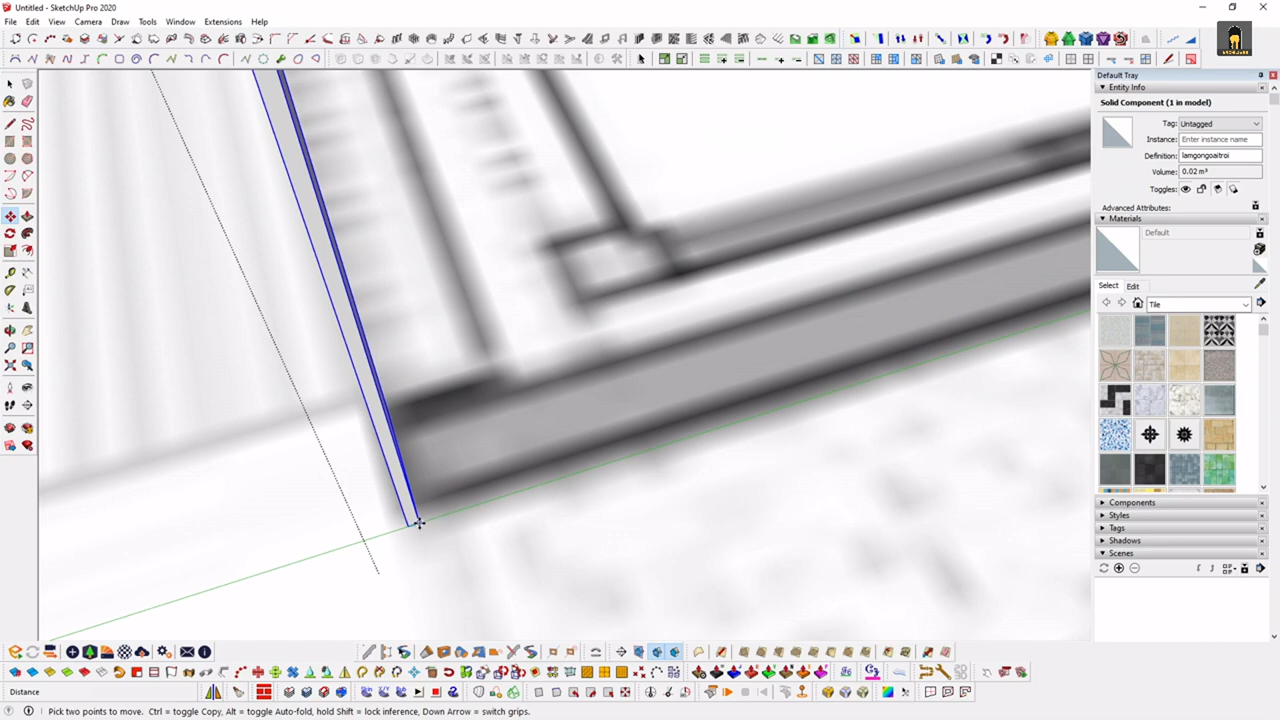 Untitled - SketchUp Pro 2020
File Edit View Camera Draw Tools Window Extensions Help
Default Tray
Entity Info
Solid Component (1 in model)
Tag: Untagged
Instance: Enter instance name
Definition: lamgongoaitroi
Volume: 0.02 m³
Toggles:
Advanced Attributes:
Materials
Default
Select Edit
Tile
Components
Styles
Tags
Shadows
Scenes
Distance
Pick two points to move. Ctrl = toggle Copy, Alt = toggle Auto-fold, hold Shift = lock inference, Down Arrow = switch grips.